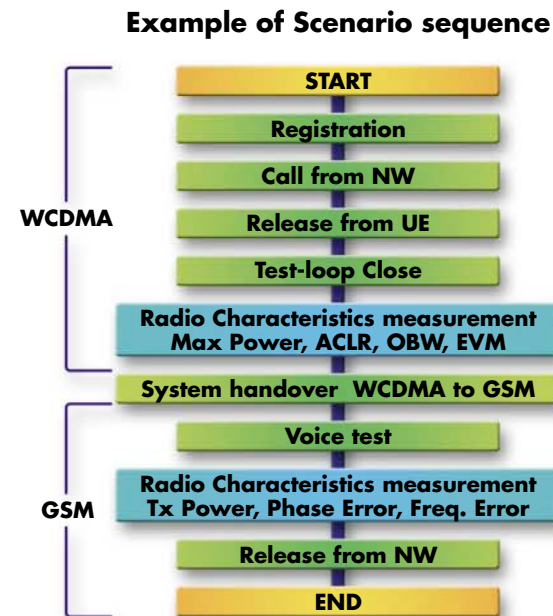 Example of Scenario sequence
START
Registration
Call from NW
WCDMA
Release from UE
Test-loop Close
Radio Characteristics measurement
Max Power, ACLR, OBW, EVM
System handover WCDMA to GSM
Voice test
Radio Characteristics measurement
Tx Power, Phase Error, Freq. Error
GSM
Release from NW
END